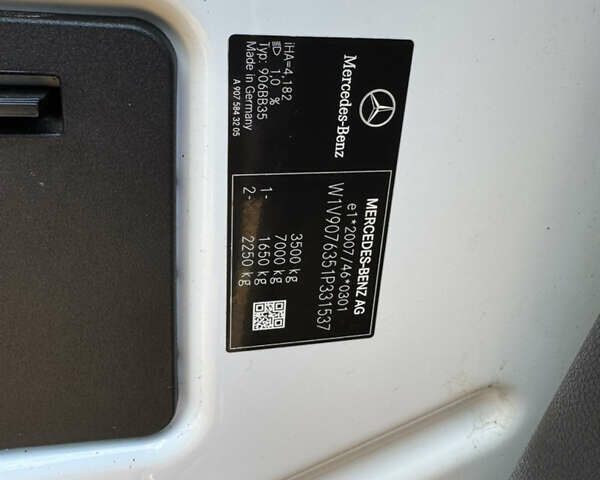 Mercedes-Benz
iHA=4,182
1,0 %
Typ: 906BB35
Made in Germany
A 907 584 32 05
MERCEDES-BENZ AG
e1*2007/46*0301
W1V9076351P331537
3500 kg
7000 kg
1- 1650 kg
2- 2250 kg